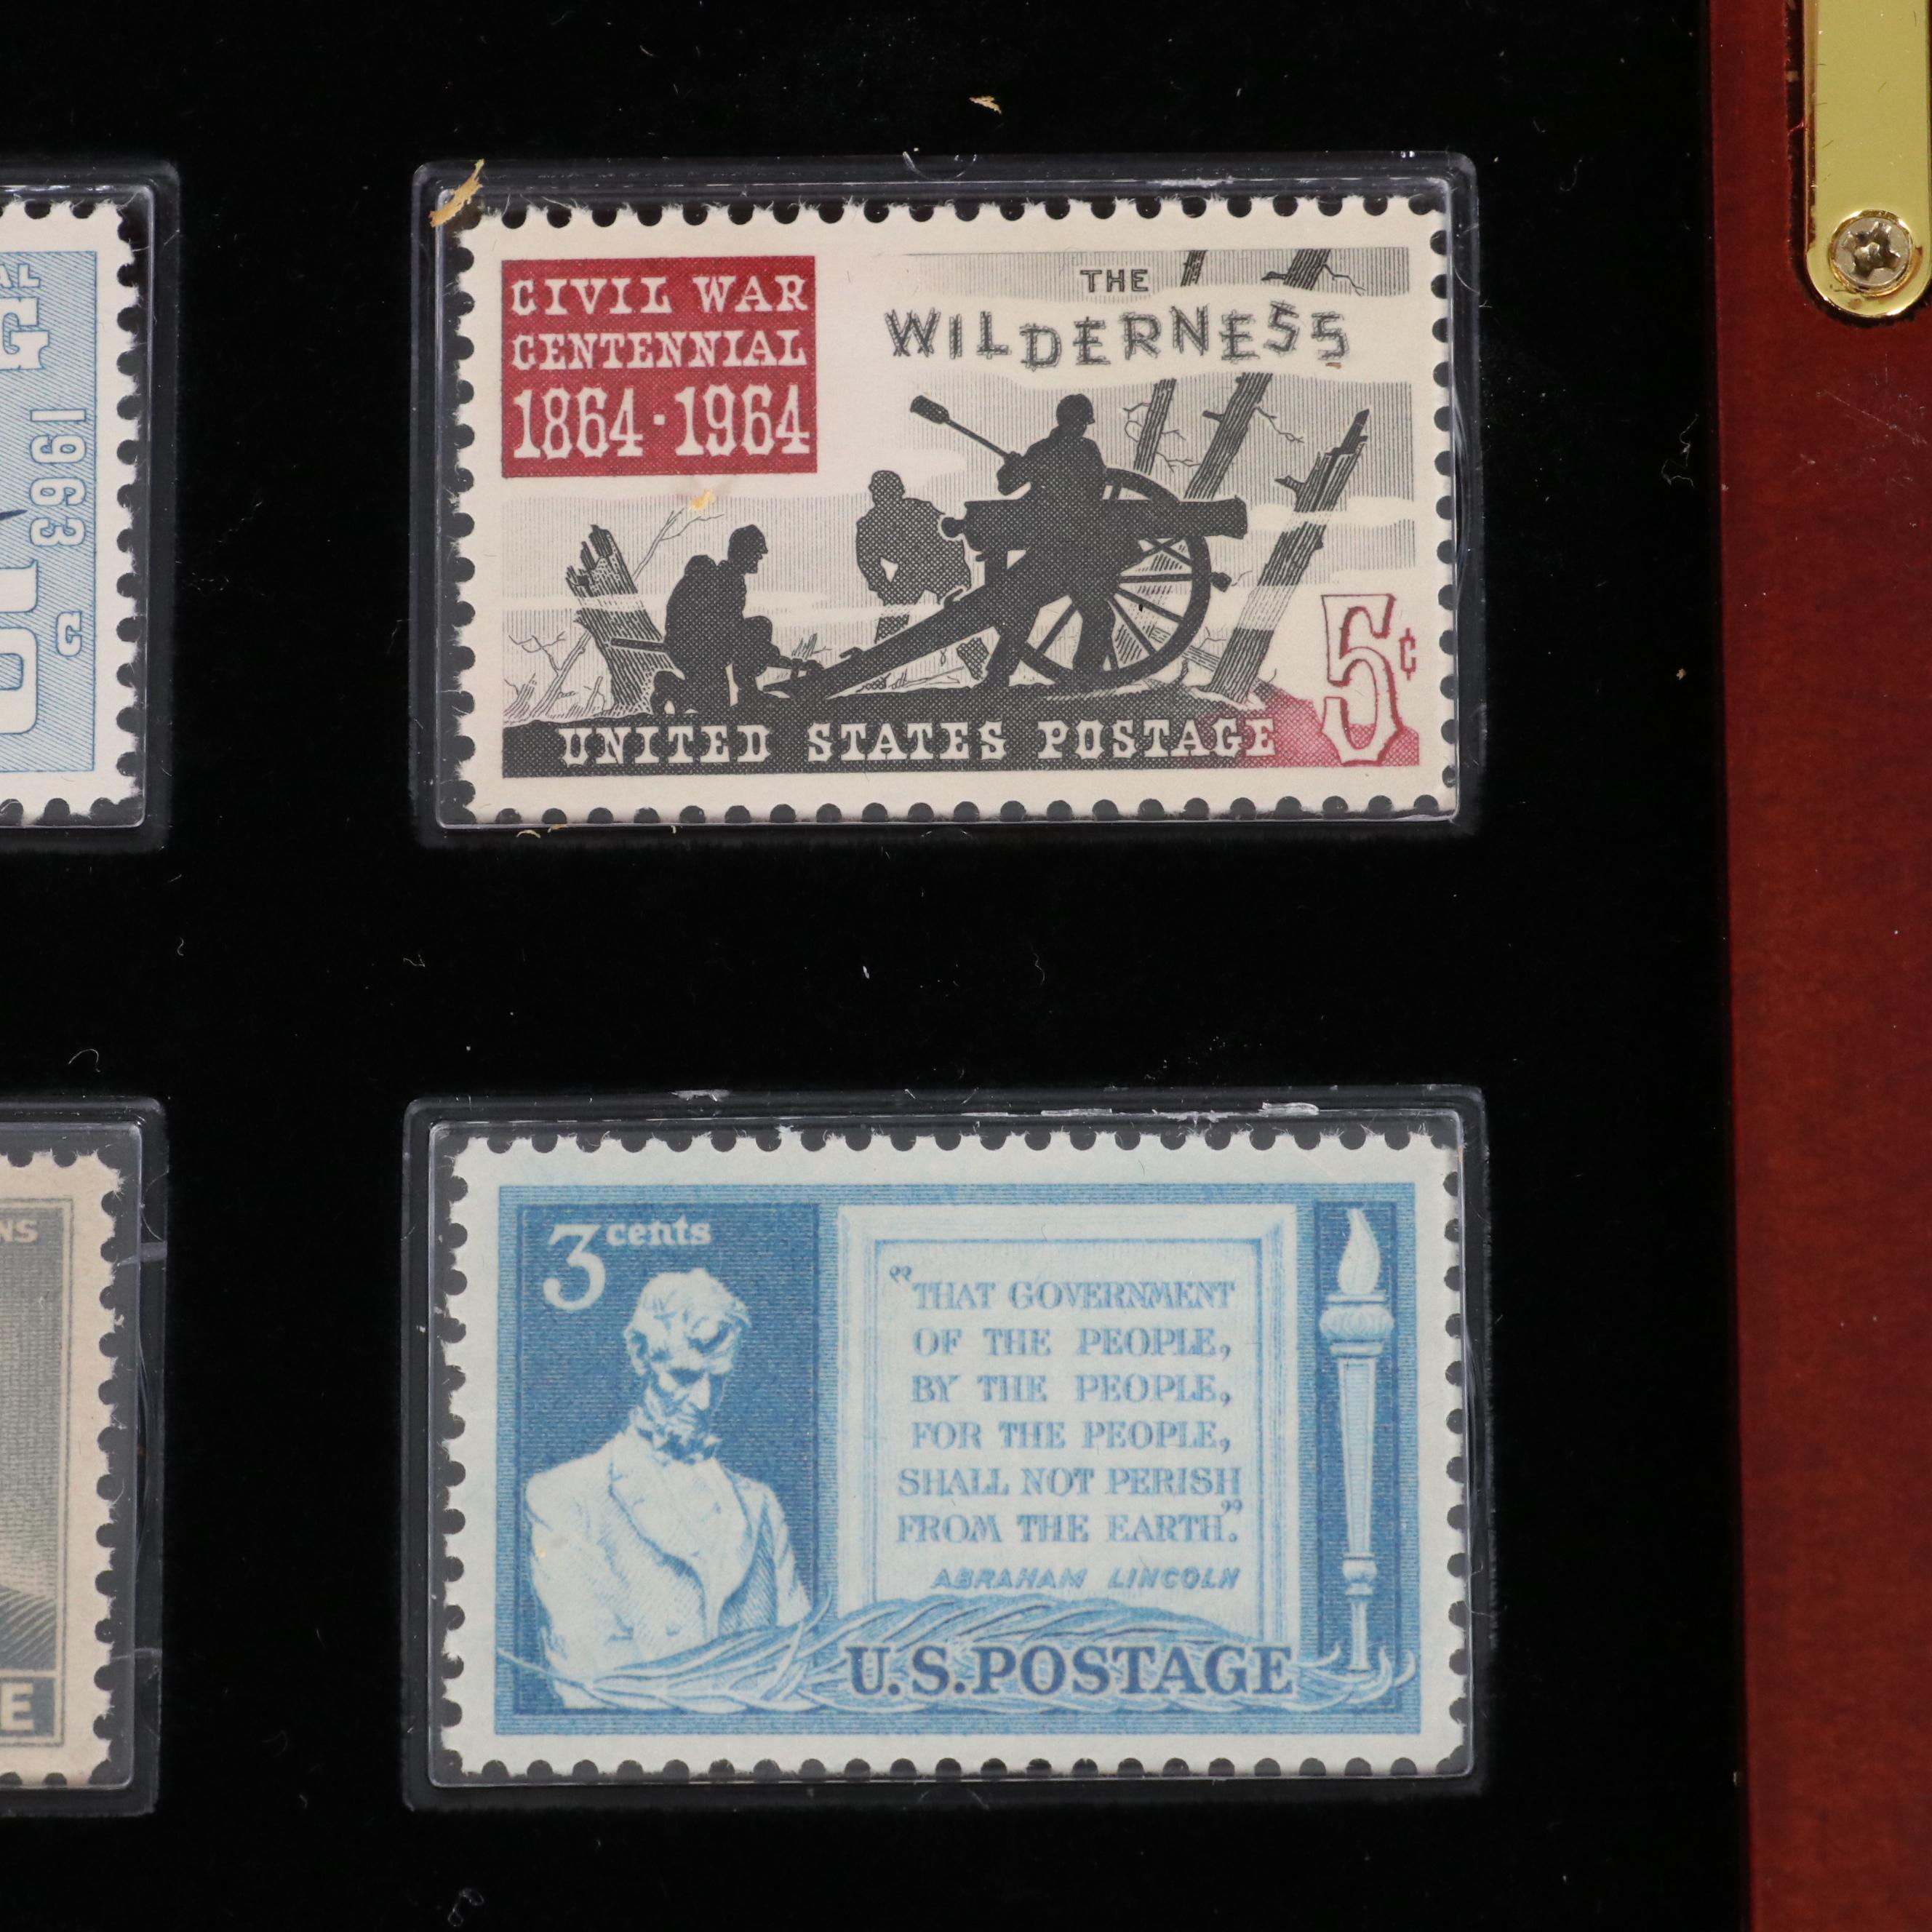 CIVIL WAR
CENTENNIAL
1864-1964
THE
WILDERNESS
5¢
UNITED STATES POSTAGE
1963
3 cents
"THAT GOVERNMENT
OF THE PEOPLE,
BY THE PEOPLE,
FOR THE PEOPLE,
SHALL NOT PERISH
FROM THE EARTH."
ABRAHAM LINCOLN
U.S. POSTAGE